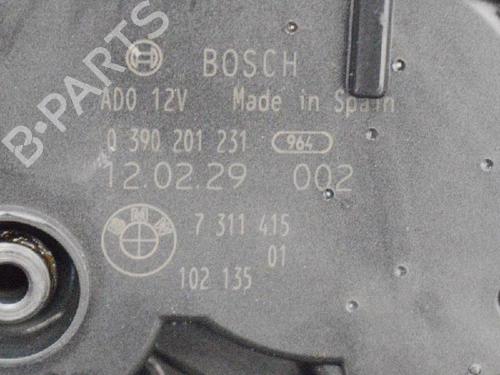 B-PARTS
BOSCH
ADO 12V Made in Spain
0 390 201 231 964
12.02.29 002
BMW 7 311 415
01
102 135